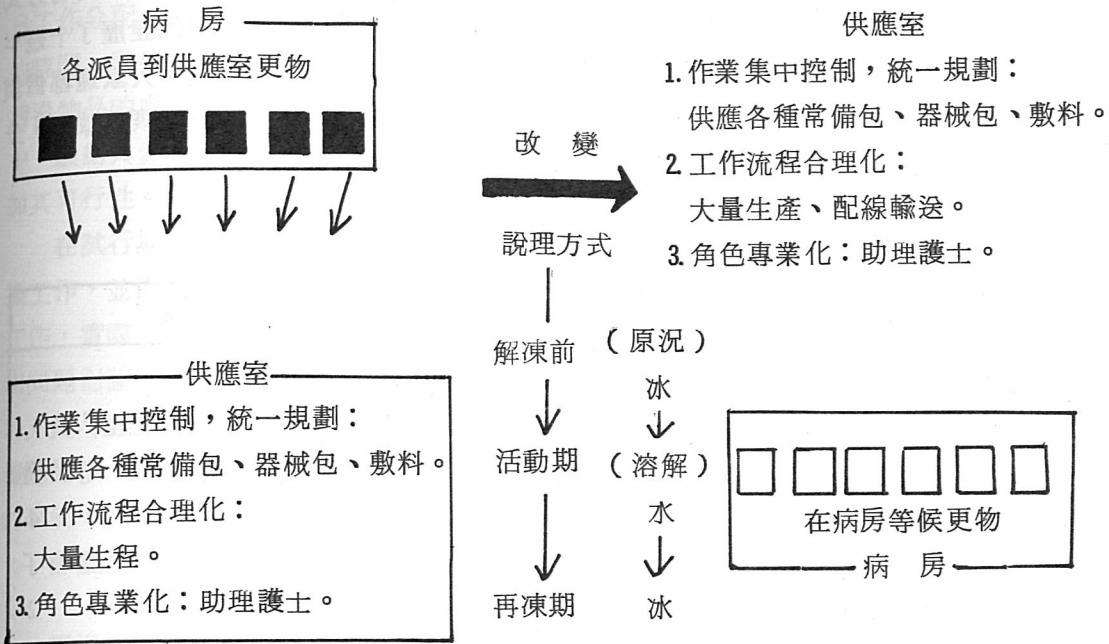 病　房
各派員到供應室更物
供應室
1.作業集中控制，統一規劃：
供應各種常備包、器械包、敷料。
2.工作流程合理化：
大量生程。
3.角色專業化：助理護士。
改　變
說理方式
解凍前
活動期
再凍期
（原況）
冰
（溶解）
水
冰
供應室
1.作業集中控制，統一規劃：
供應各種常備包、器械包、敷料。
2.工作流程合理化：
大量生產、配線輸送。
3.角色專業化：助理護士。
在病房等候更物
病　房